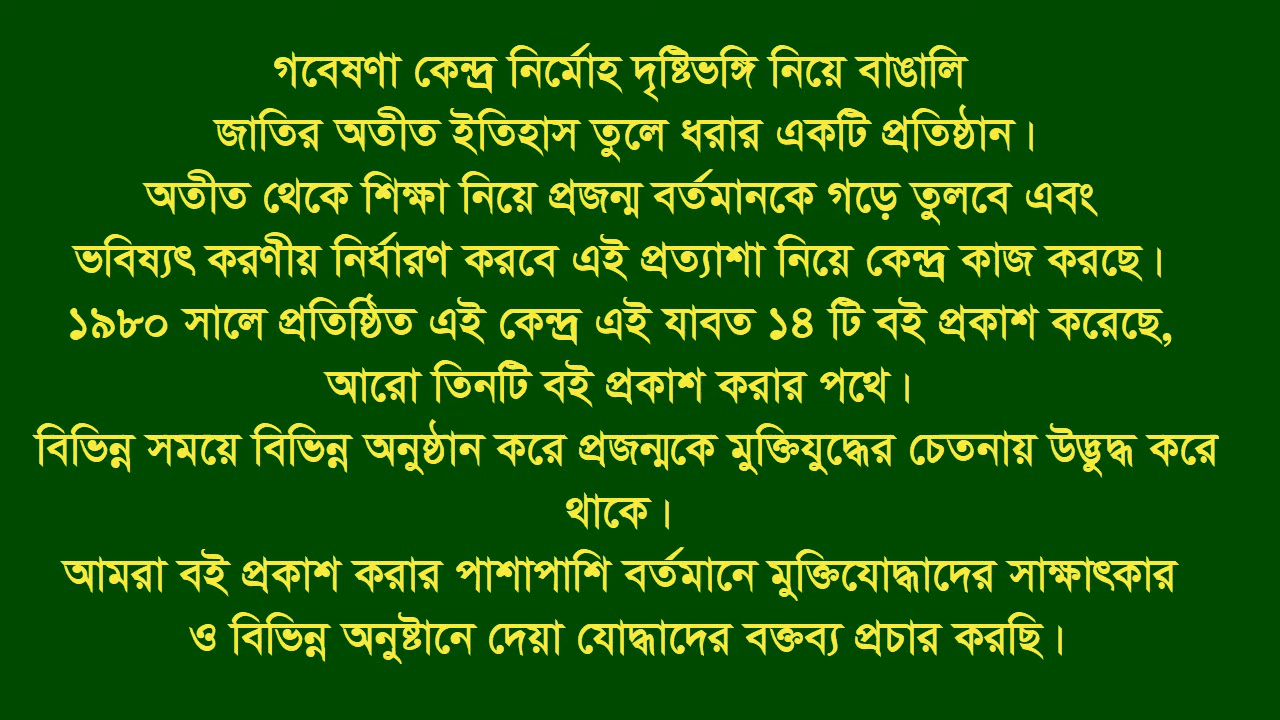 গবেষণা কেন্দ্র নির্মোহ দৃষ্টিভঙ্গি নিয়ে বাঙালি
জাতির অতীত ইতিহাস তুলে ধরার একটি প্রতিষ্ঠান।
অতীত থেকে শিক্ষা নিয়ে প্রজন্ম বর্তমানকে গড়ে তুলবে এবং
ভবিষ্যৎ করণীয় নির্ধারণ করবে এই প্রত্যাশা নিয়ে কেন্দ্র কাজ করছে।
১৯৮০ সালে প্রতিষ্ঠিত এই কেন্দ্র এই যাবত ১৪ টি বই প্রকাশ করেছে,
আরো তিনটি বই প্রকাশ করার পথে।
বিভিন্ন সময়ে বিভিন্ন অনুষ্ঠান করে প্রজন্মকে মুক্তিযুদ্ধের চেতনায় উদ্ভুদ্ধ করে
থাকে।
আমরা বই প্রকাশ করার পাশাপাশি বর্তমানে মুক্তিযোদ্ধাদের সাক্ষাৎকার
ও বিভিন্ন অনুষ্টানে দেয়া যোদ্ধাদের বক্তব্য প্রচার করছি।